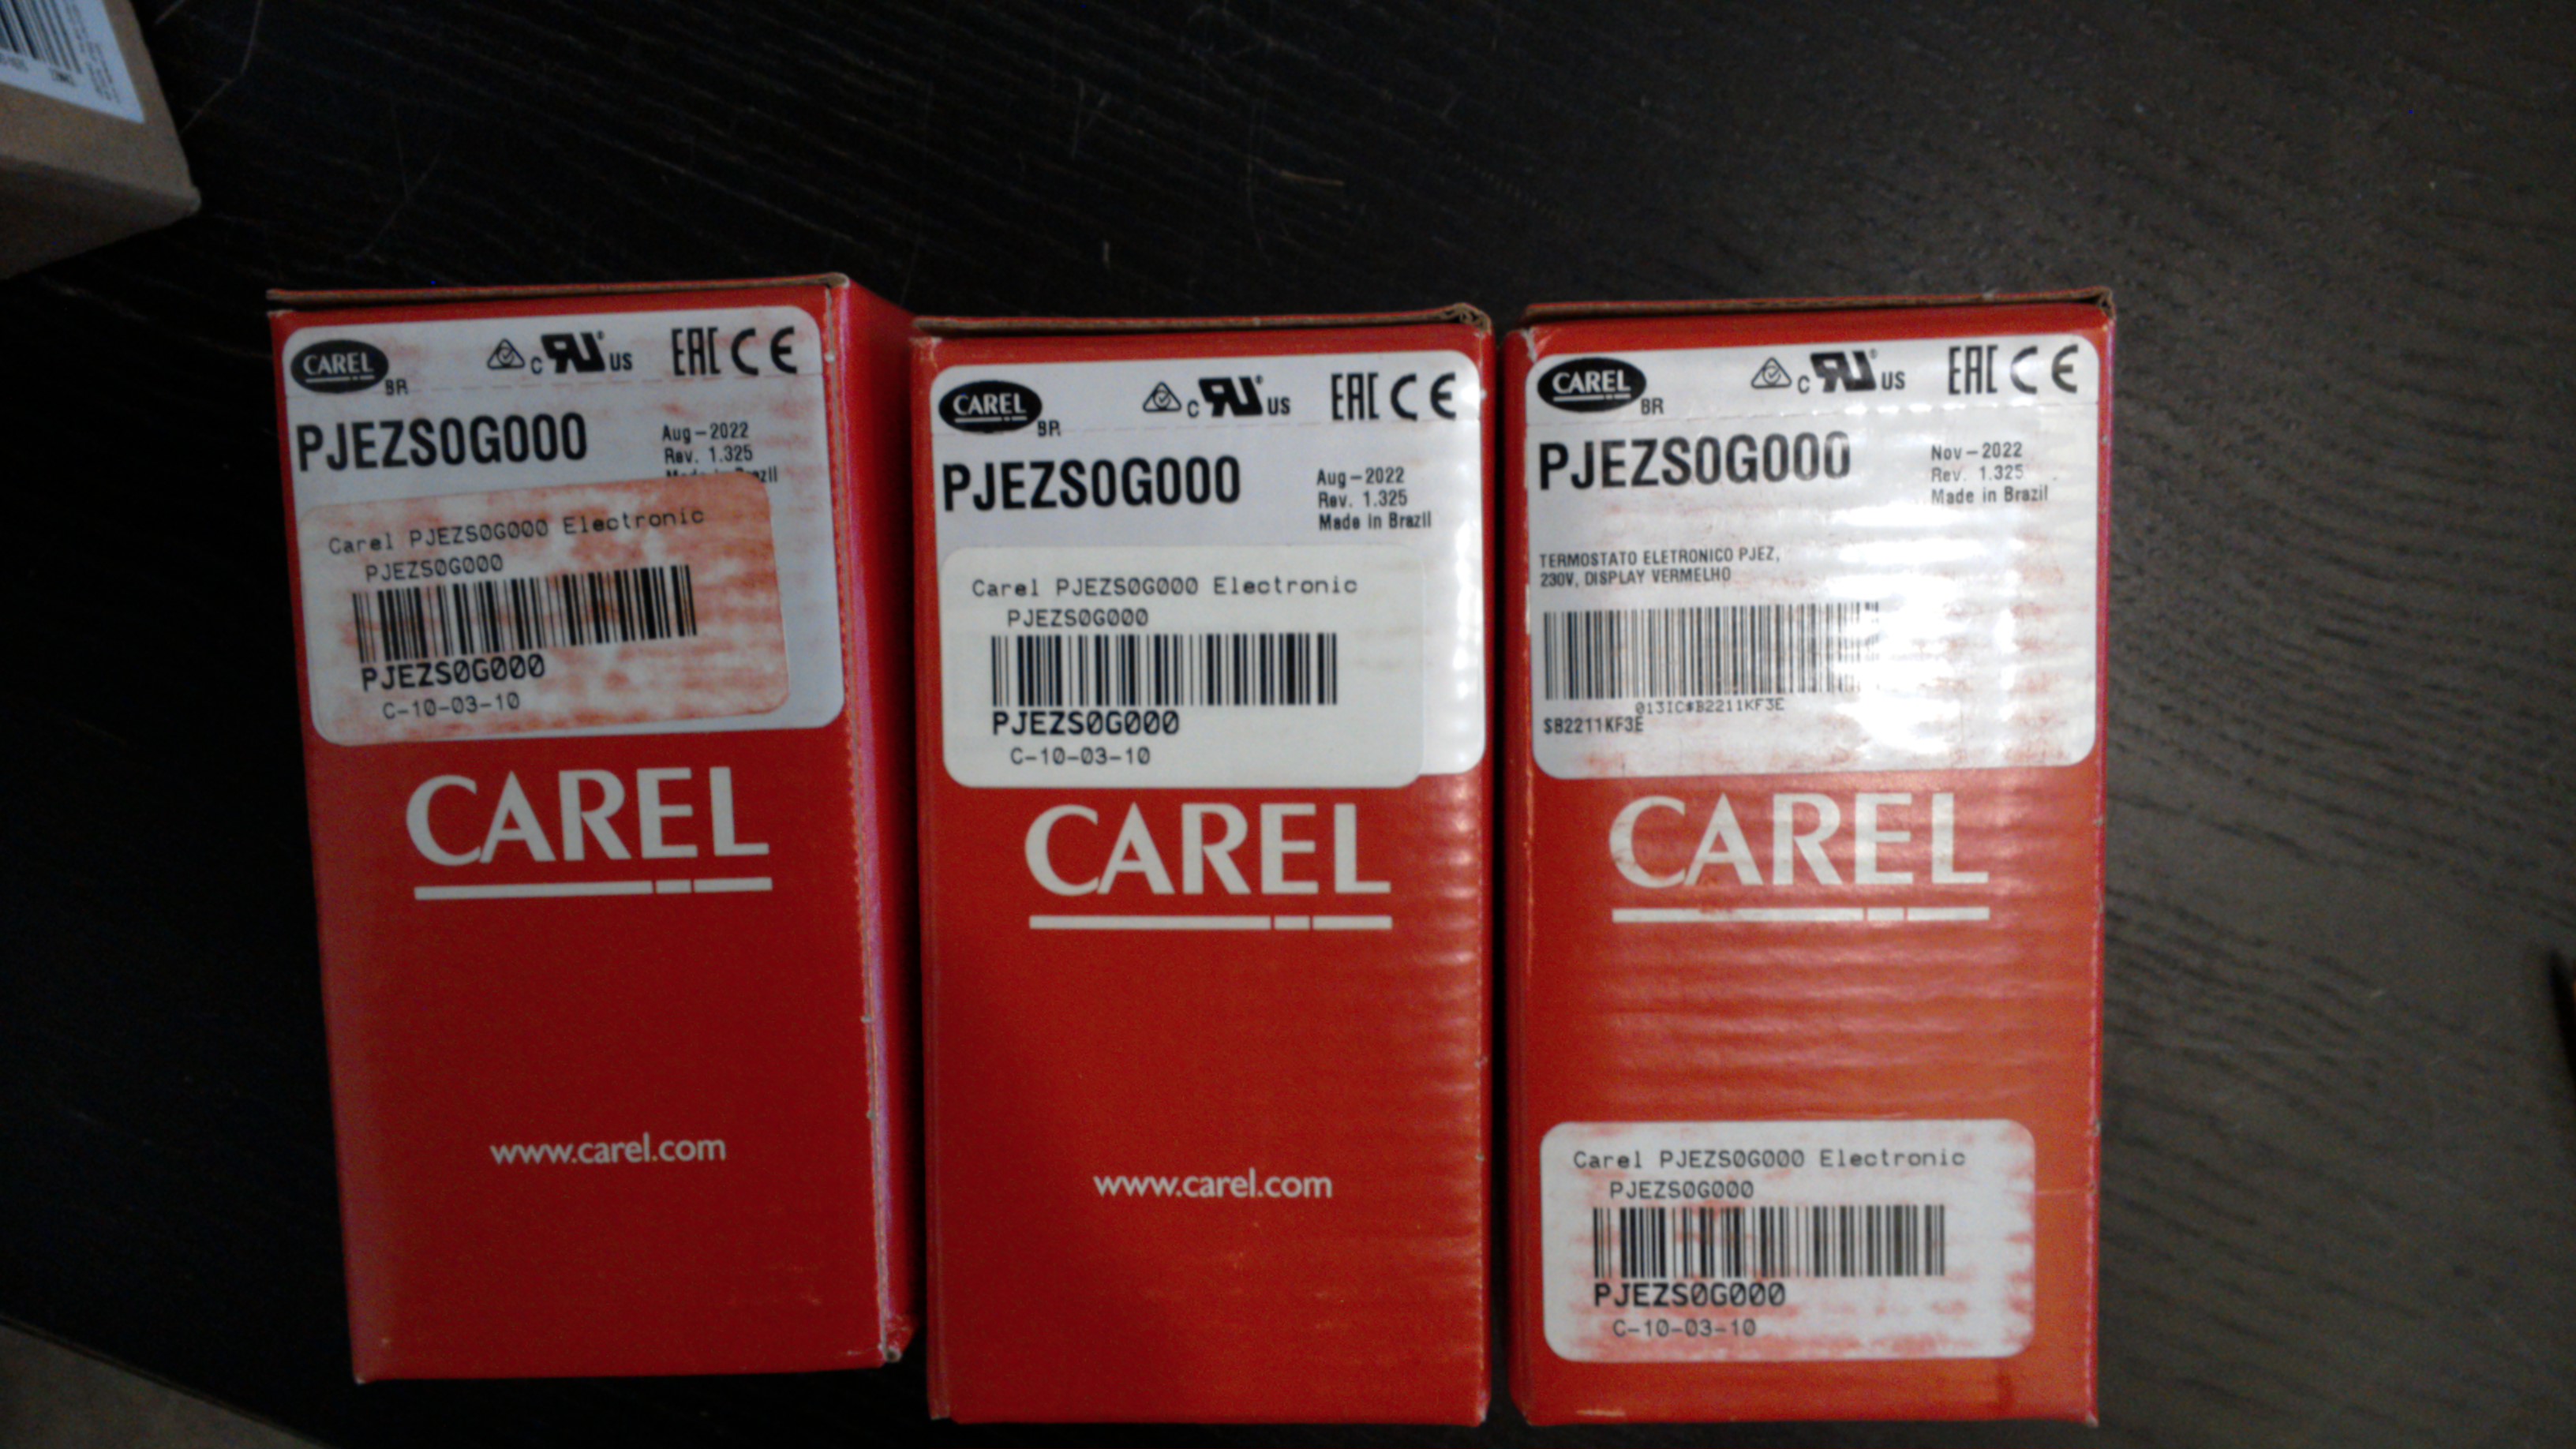 CAREL
BR
c RU US
EAC CE
PJEZS0G000
Aug-2022
Rev. 1.325
Carel PJEZS0G000 Electronic
PJEZS0G000
PJEZS0G000
C-10-03-10
CAREL
www.carel.com
CAREL
BR
c RU US
EAC CE
PJEZS0G000
Aug-2022
Rev. 1.325
Made in Brazil
Carel PJEZS0G000 Electronic
PJEZS0G000
PJEZS0G000
C-10-03-10
CAREL
www.carel.com
CAREL
BR
c RU US
EAC CE
PJEZS0G000
Nov-2022
Rev. 1.325
Made in Brazil
TERMOSTATO ELETRONICO PJEZ,
230V, DISPLAY VERMELHO
013IC#B2211KF3E
SB2211KF3E
CAREL
Carel PJEZS0G000 Electronic
PJEZS0G000
PJEZS0G000
C-10-03-10